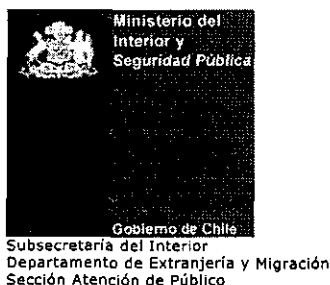 Ministerio del
Interior y
Seguridad Pública
Gobierno de Chile
Subsecretaría del Interior
Departamento de Extranjería y Migración
Sección Atención de Público